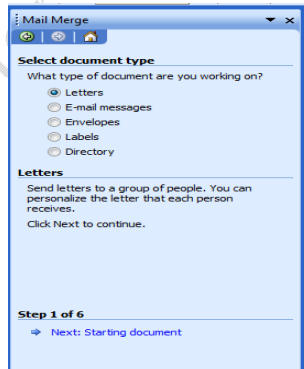 Mail Merge
Select document type
What type of document are you working on?
Letters
E-mail messages
Envelopes
Labels
Directory
Letters
Send letters to a group of people. You can
personalize the letter that each person
receives.
Click Next to continue.
Step 1 of 6
Next: Starting document